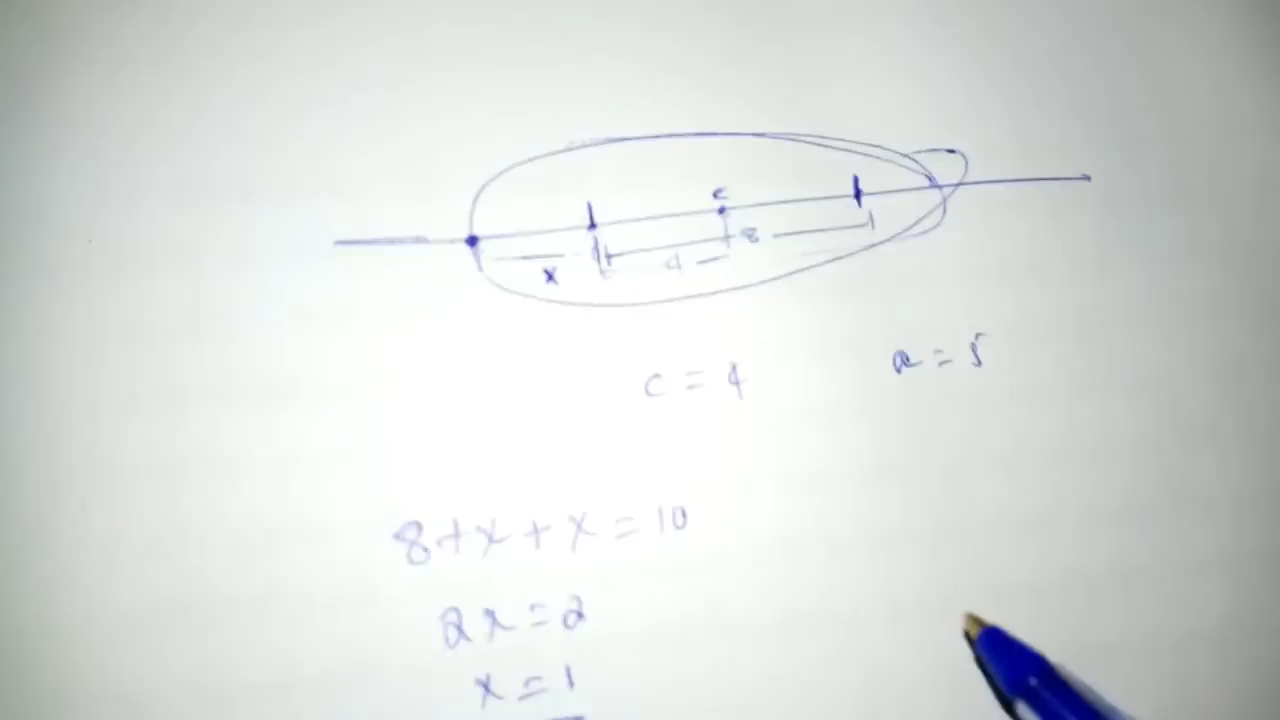 c
8
x 4
c = 4
a = 5
8+x+x=10
2x=2
x=1